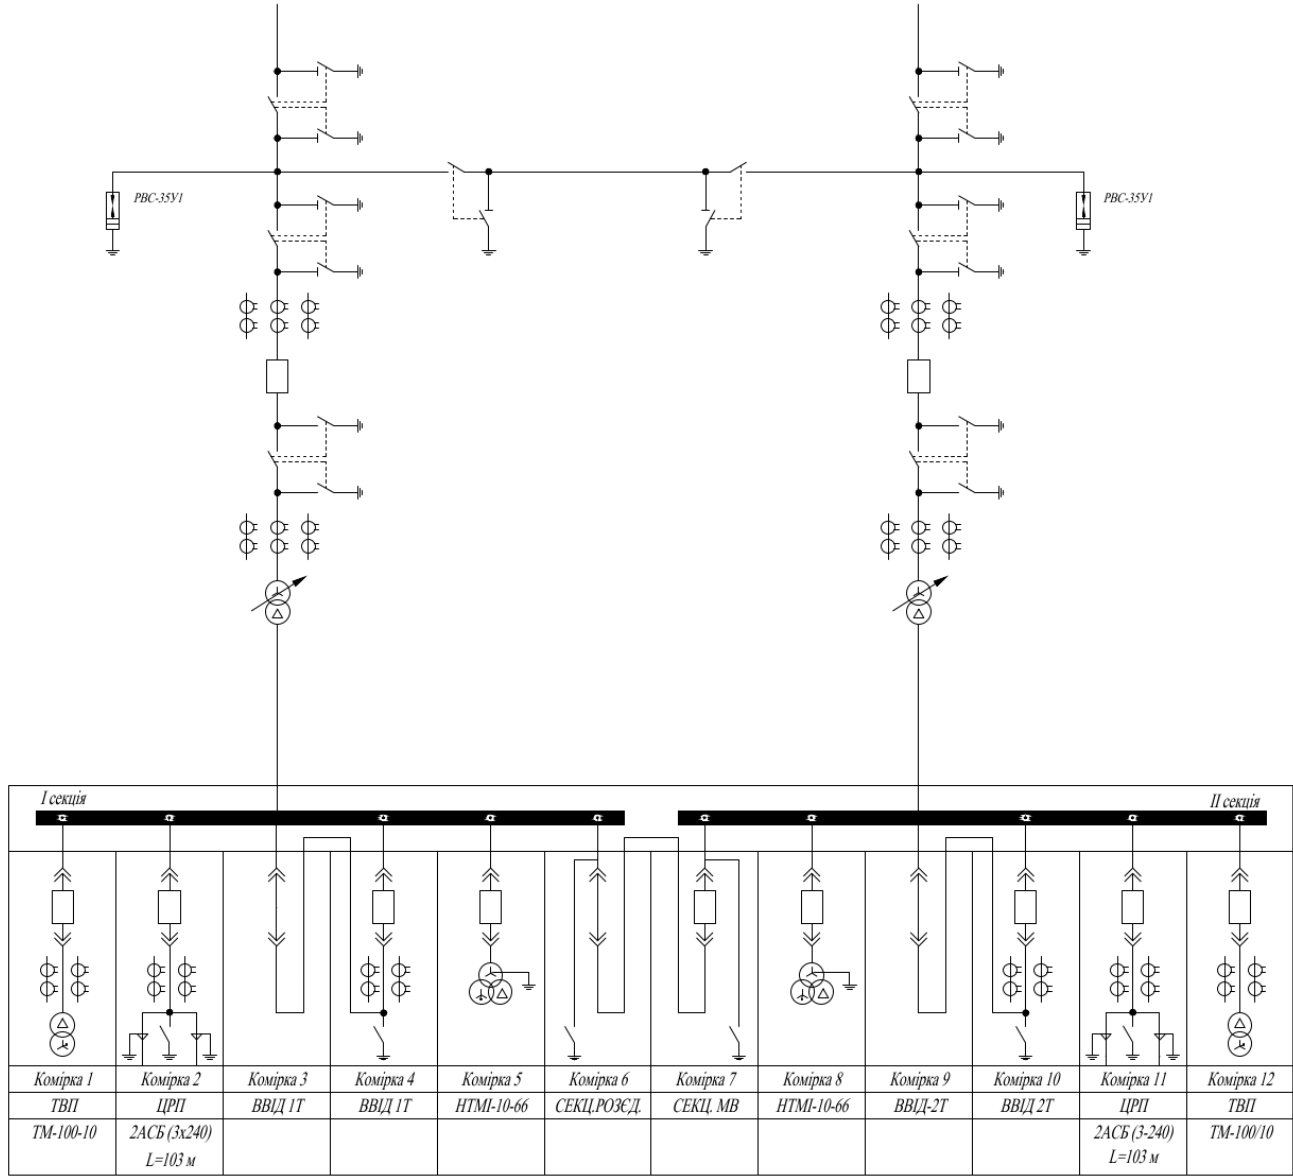 РВС-35У1
РВС-35У1
I секція
II секція
Комірка 1
Комірка 2
Комірка 3
Комірка 4
Комірка 5
Комірка 6
Комірка 7
Комірка 8
Комірка 9
Комірка 10
Комірка 11
Комірка 12
ТВП
ЦРП
ВВІД 1Т
ВВІД 1Т
НТМІ-10-66
СЕКЦ.РОЗЄД.
СЕКЦ. МВ
НТМІ-10-66
ВВІД-2Т
ВВІД 2Т
ЦРП
ТВП
ТМ-100-10
2АСБ (3х240)
L=103 м
2АСБ (3-240)
L=103 м
ТМ-100/10